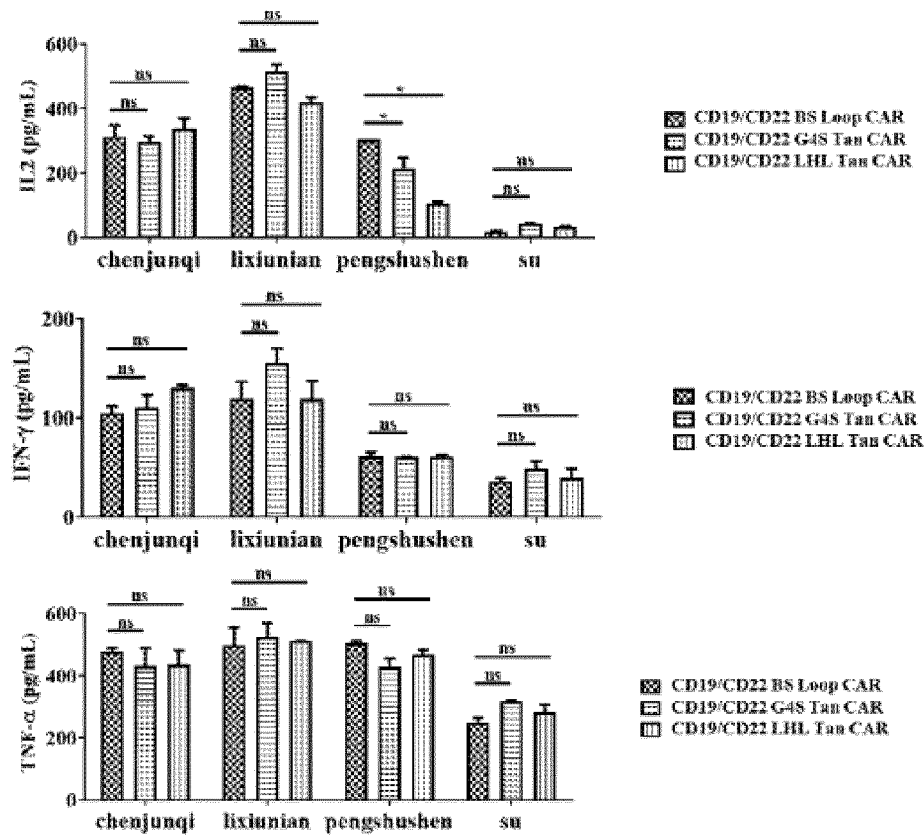 IL2 (pg/mL)
600
400
200
0
ns
ns
ns
ns
*
*
ns
ns
chenjunqi lixiunian pengshushen su
CD19/CD22 BS Loop CAR
CD19/CD22 G4S Tan CAR
CD19/CD22 LHL Tan CAR
IFN-γ (pg/mL)
200
100
0
ns
ns
ns
ns
ns
ns
ns
ns
chenjunqi lixiunian pengshushen su
CD19/CD22 BS Loop CAR
CD19/CD22 G4S Tan CAR
CD19/CD22 LHL Tan CAR
TNF-α (pg/mL)
600
400
200
0
ns
ns
ns
ns
ns
ns
ns
ns
chenjunqi lixiunian pengshushen su
CD19/CD22 BS Loop CAR
CD19/CD22 G4S Tan CAR
CD19/CD22 LHL Tan CAR